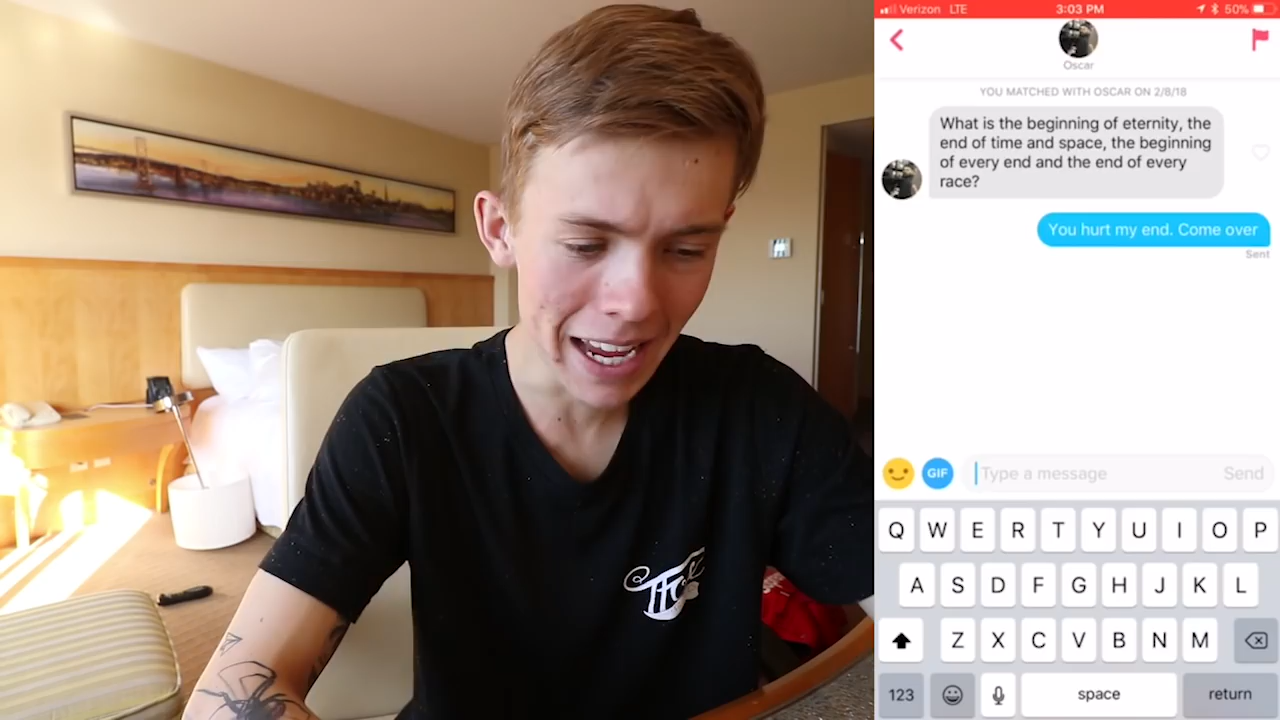 Verizon LTE 3:03 PM 50%
Oscar
YOU MATCHED WITH OSCAR ON 2/8/18
What is the beginning of eternity, the
end of time and space, the beginning
of every end and the end of every
race?
You hurt my end. Come over
Sent
GIF Type a message Send
Q W E R T Y U I O P
A S D F G H J K L
Z X C V B N M
123 space return